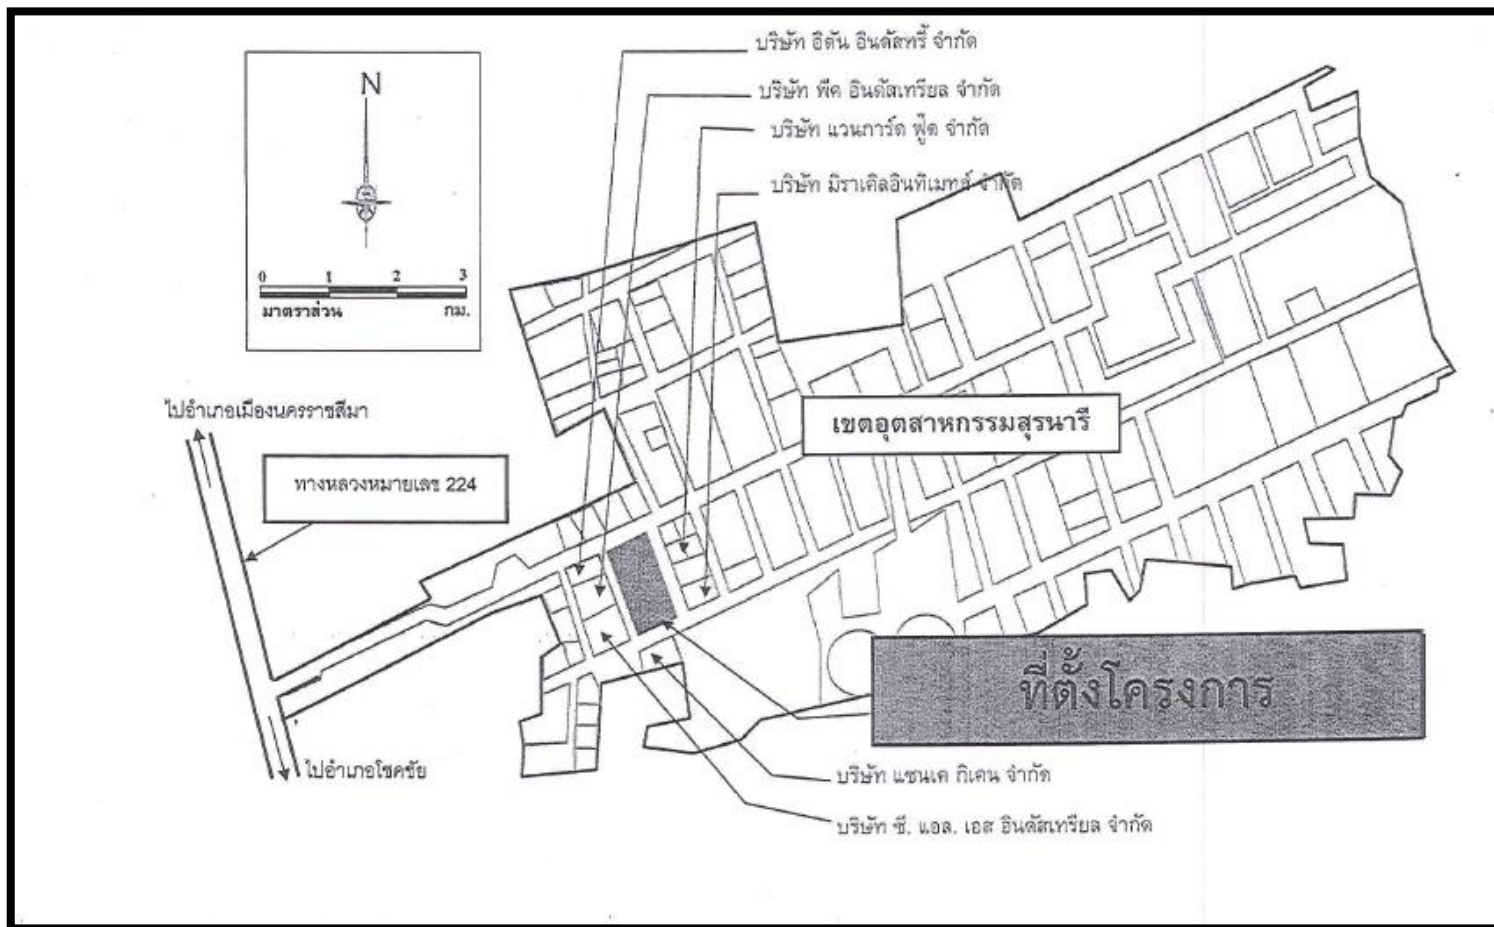 บริษัท อิตัน อินดัสทรี้ จำกัด
N
บริษัท พีค อินดัสเทรียล จำกัด
บริษัท แวนการ์ด ฟู๊ด จำกัด
บริษัท มิราเคิลอินทิเมทส์ จำกัด
0 1 2 3
มาตราส่วน กม.
ไปอำเภอเมืองนครราชสีมา
เขตอุตสาหกรรมสุรนารี
ทางหลวงหมายเลข 224
ที่ตั้งโครงการ
ไปอำเภอโชคชัย
บริษัท แซนเค กิเคน จำกัด
บริษัท ซี. แอล. เอส อินดัสเทรียล จำกัด